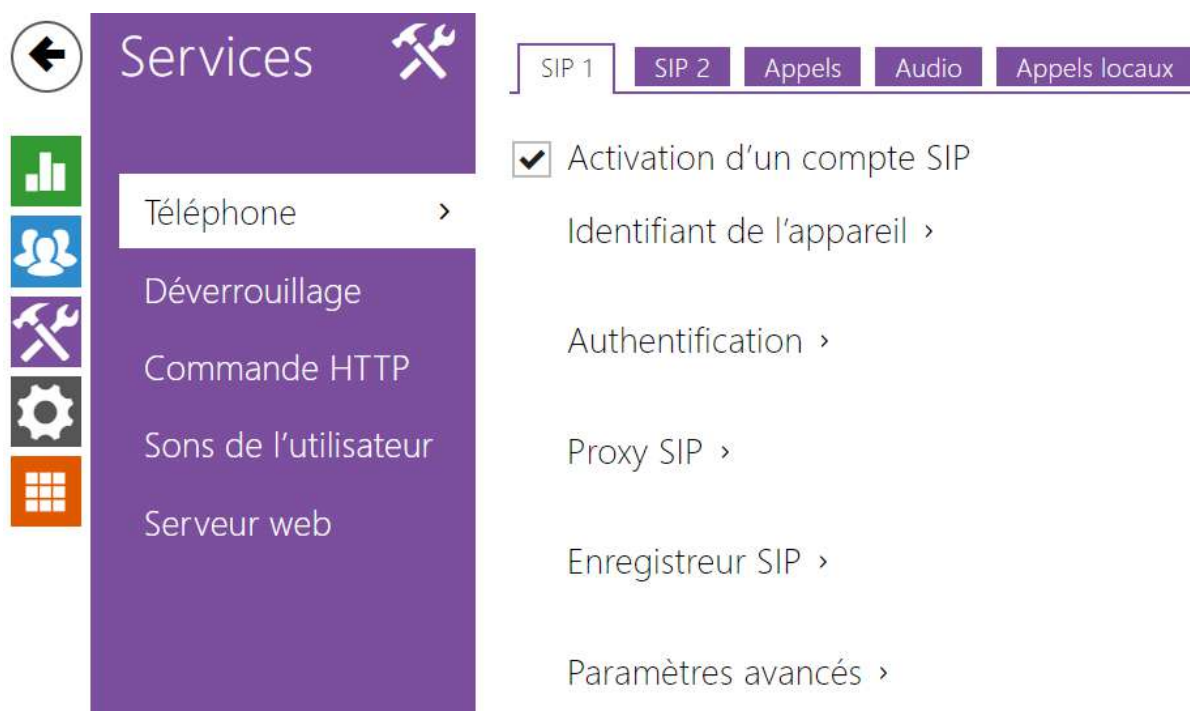 Services
Téléphone
Déverrouillage
Commande HTTP
Sons de l'utilisateur
Serveur web
SIP 1
SIP 2
Appels
Audio
Appels locaux
Activation d'un compte SIP
Identifiant de l'appareil
Authentification
Proxy SIP
Enregistreur SIP
Paramètres avancés